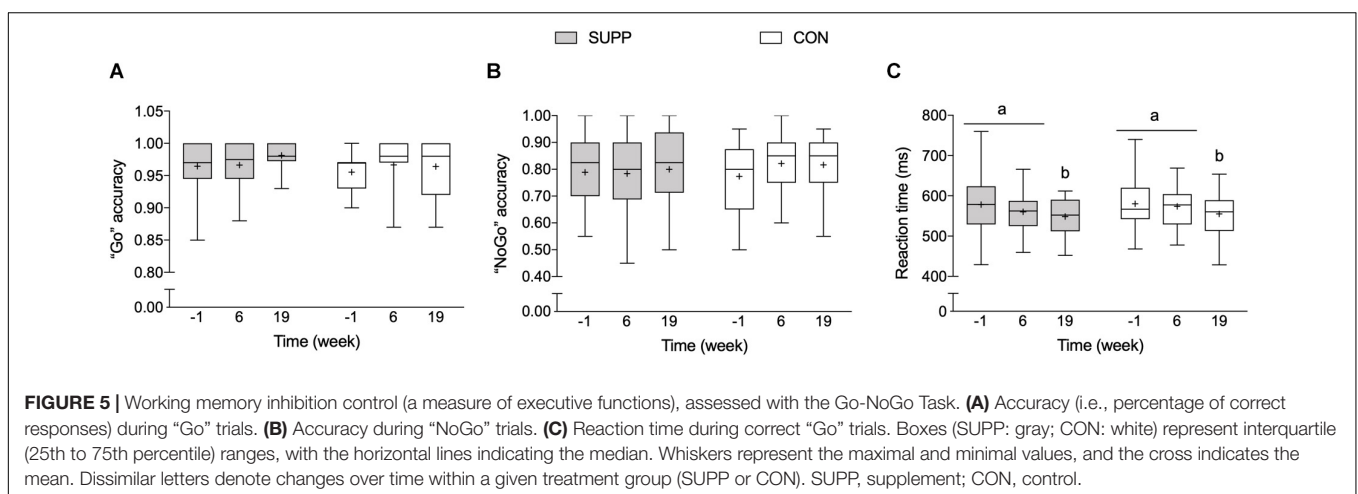 SUPP CON
A
"Go" accuracy
1.05
1.00
0.95
0.90
0.85
0.80
0.00
-1 6 19 -1 6 19
Time (week)
B
"NoGo" accuracy
1.00
0.90
0.80
0.70
0.60
0.50
0.40
0.00
-1 6 19 -1 6 19
Time (week)
C
Reaction time (ms)
800
700
600
500
400
0
a a
b b
-1 6 19 -1 6 19
Time (week)
FIGURE 5 | Working memory inhibition control (a measure of executive functions), assessed with the Go-NoGo Task. (A) Accuracy (i.e., percentage of correct
responses) during “Go” trials. (B) Accuracy during “NoGo” trials. (C) Reaction time during correct “Go” trials. Boxes (SUPP: gray; CON: white) represent interquartile
(25th to 75th percentile) ranges, with the horizontal lines indicating the median. Whiskers represent the maximal and minimal values, and the cross indicates the
mean. Dissimilar letters denote changes over time within a given treatment group (SUPP or CON). SUPP, supplement; CON, control.